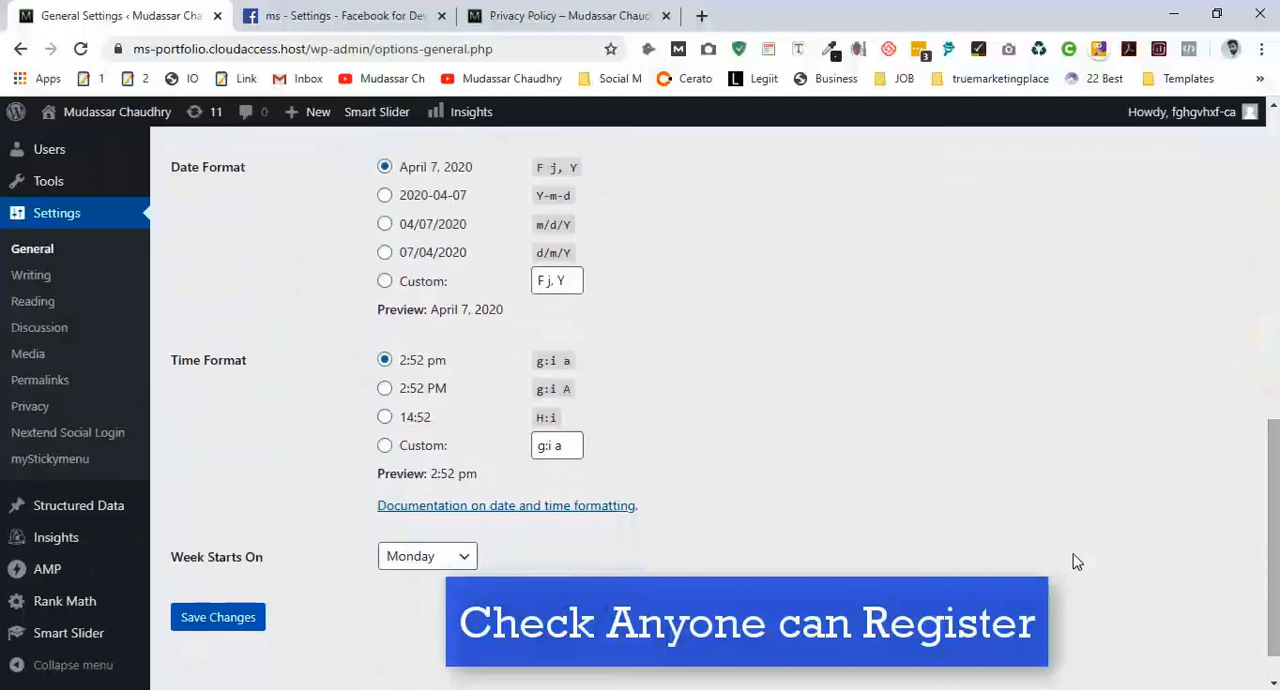 General Settings ‹ Mudassar Cha
ms - Settings - Facebook for Dev
Privacy Policy – Mudassar Chaud
ms-portfolio.cloudaccess.host/wp-admin/options-general.php
3
Apps
1
2
IO
Link
Inbox
Mudassar Ch
Mudassar Chaudhry
Social M
Cerato
Legiit
Business
JOB
truemarketingplace
22 Best
Templates
»
Mudassar Chaudhry
11
0
New
Smart Slider
Insights
Howdy, fghgvhxf-ca
Users
Tools
Settings
General
Writing
Reading
Discussion
Media
Permalinks
Privacy
Nextend Social Login
myStickymenu
Structured Data
Insights
AMP
Rank Math
Smart Slider
Collapse menu
Date Format
April 7, 2020 F j, Y
2020-04-07 Y-m-d
04/07/2020 m/d/Y
07/04/2020 d/m/Y
Custom: F j, Y
Preview: April 7, 2020
Time Format
2:52 pm g:i a
2:52 PM g:i A
14:52 H:i
Custom: g:i a
Preview: 2:52 pm
Documentation on date and time formatting.
Week Starts On
Monday
Save Changes
Check Anyone can Register